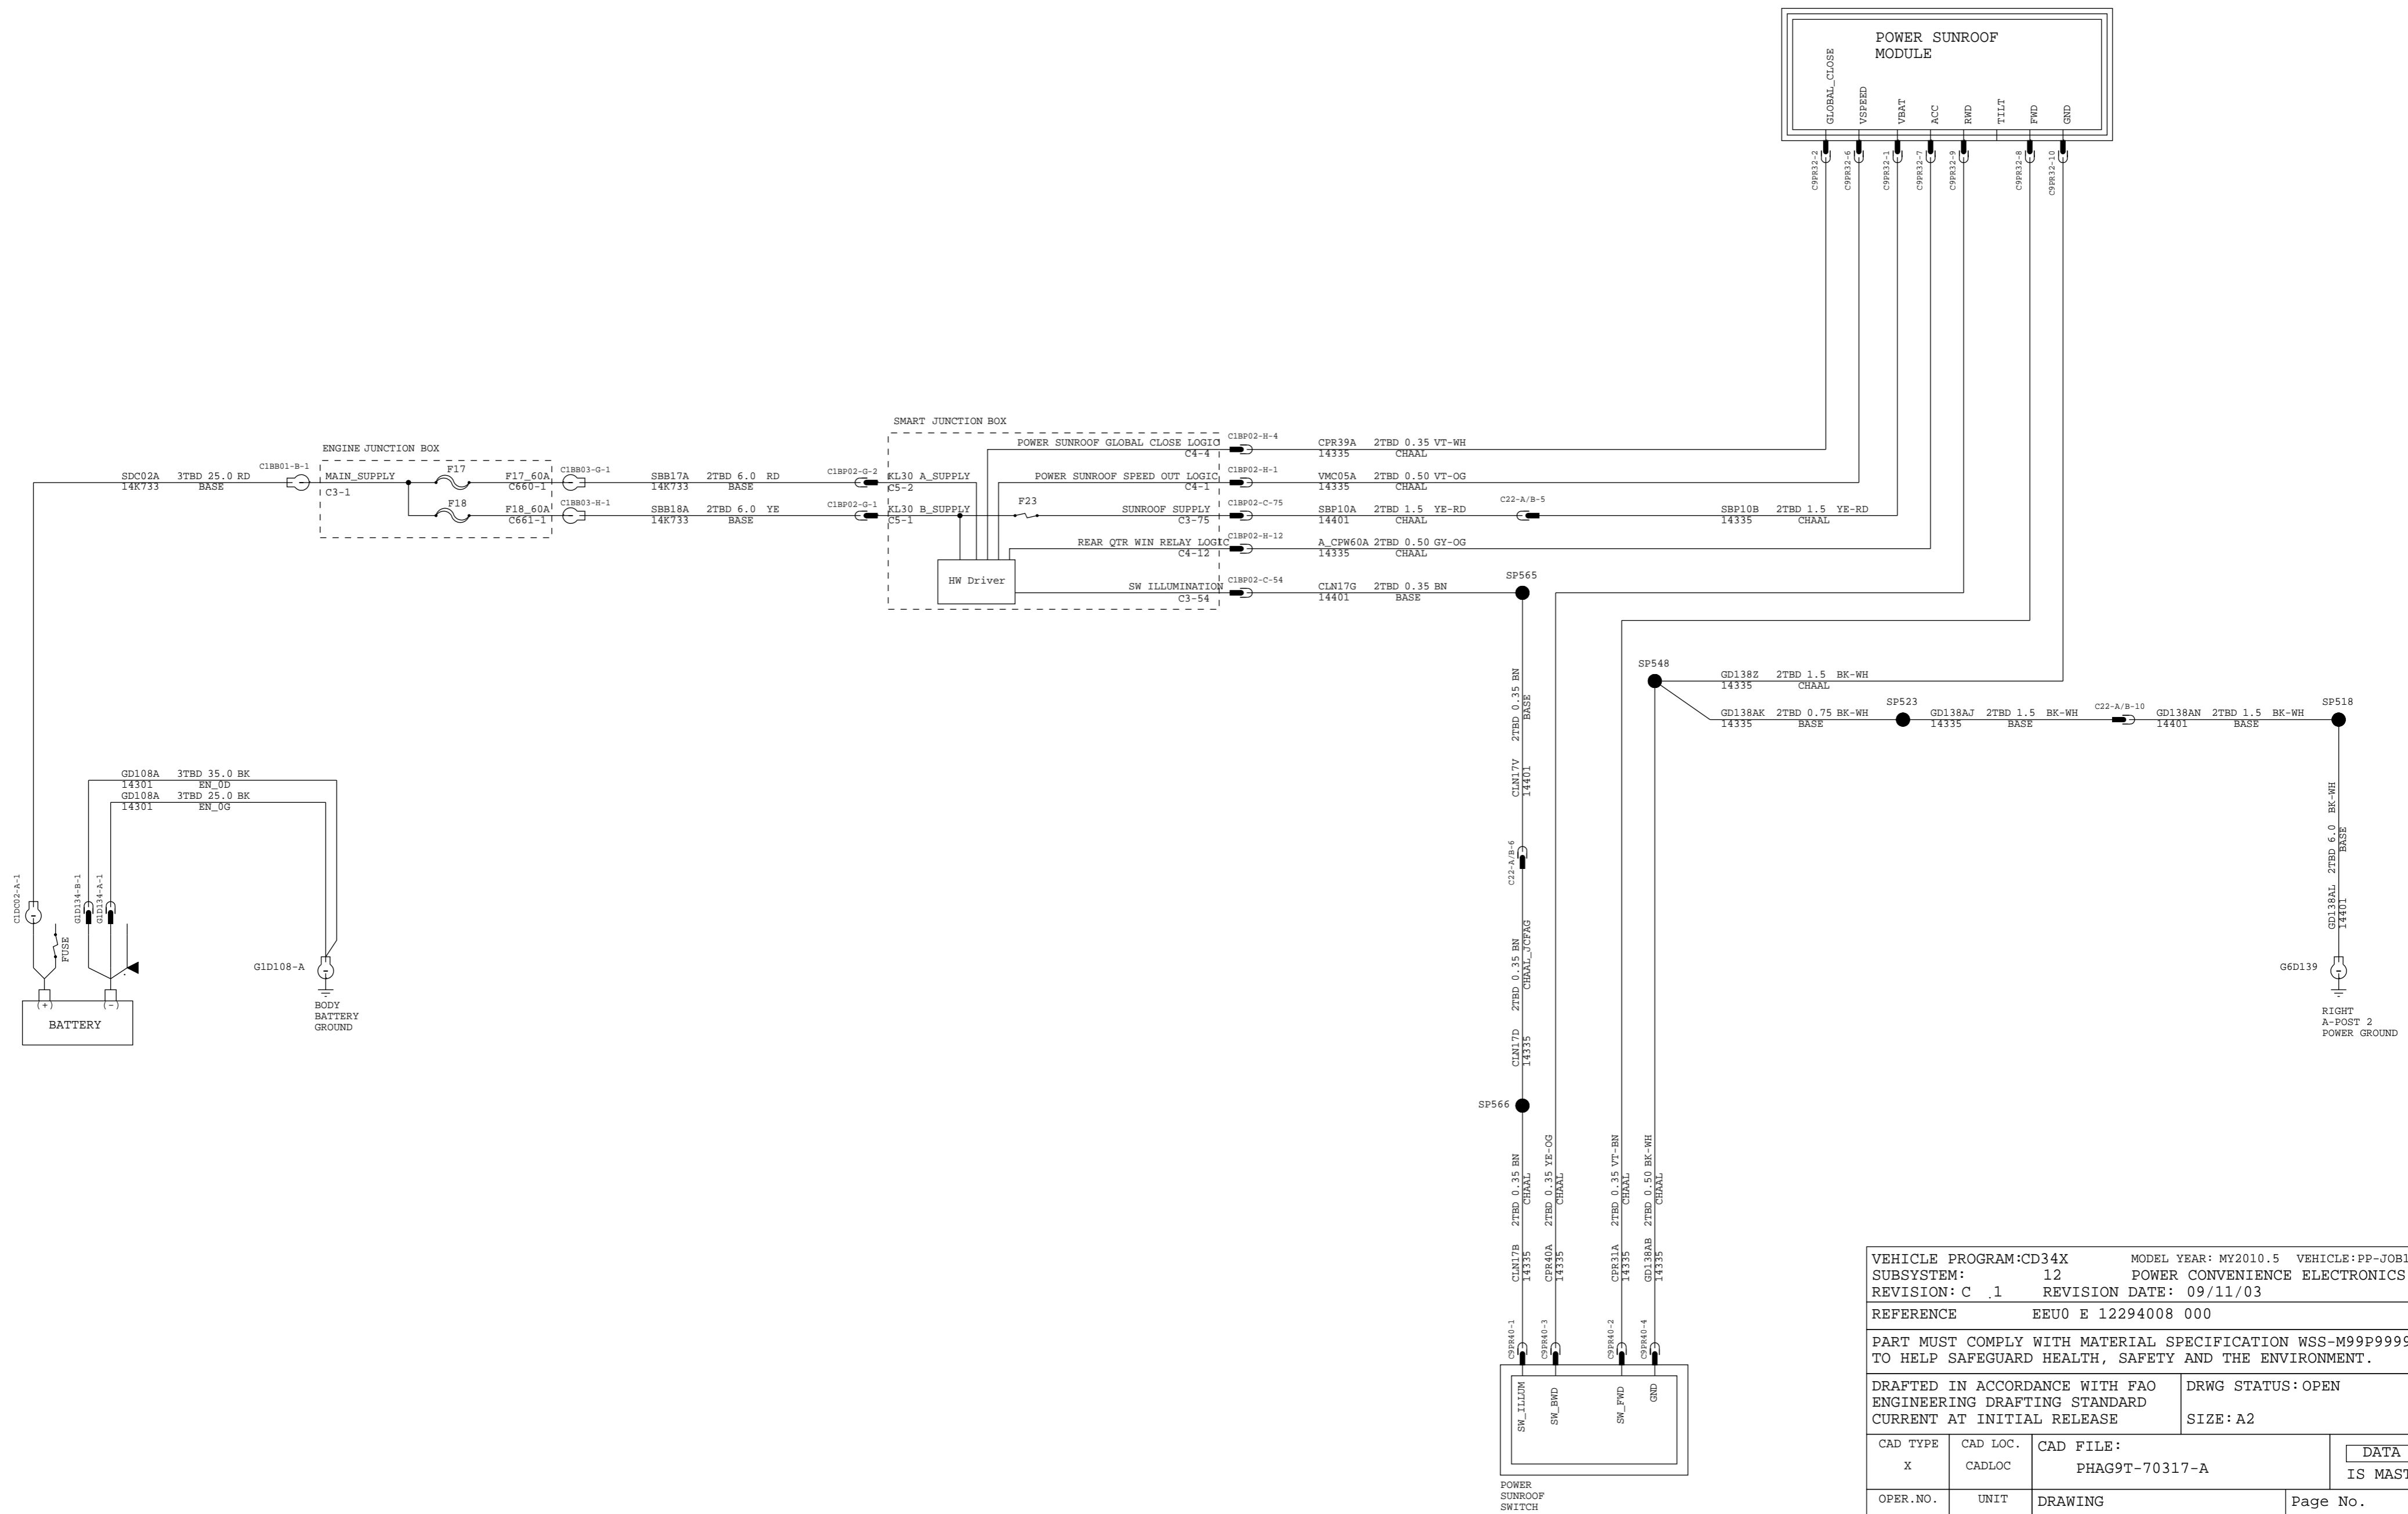 POWER SUNROOF
MODULE
GLOBAL_CLOSE
VSPEED
VBAT
ACC
RWD
TILT
FWD
GND
C9PR32-2
C9PR32-6
C9PR32-1
C9PR32-7
C9PR32-9
C9PR32-8
C9PR32-10
SMART JUNCTION BOX
ENGINE JUNCTION BOX
SDC02A 3TBD 25.0 RD
14K733 BASE
C1BB01-B-1
MAIN_SUPPLY
C3-1
F17
F17_60A
C660-1
C1BB03-G-1
F18
F18_60A
C661-1
C1BB03-H-1
SBB17A 2TBD 6.0 RD
14K733 BASE
SBB18A 2TBD 6.0 YE
14K733 BASE
C1BP02-G-2
KL30 A_SUPPLY
C5-2
C1BP02-G-1
KL30 B_SUPPLY
C5-1
F23
HW Driver
POWER SUNROOF GLOBAL CLOSE LOGIC
C4-4
C1BP02-H-4
CPR39A 2TBD 0.35 VT-WH
14335 CHAAL
POWER SUNROOF SPEED OUT LOGIC
C4-1
C1BP02-H-1
VMC05A 2TBD 0.50 VT-OG
14335 CHAAL
SUNROOF SUPPLY
C3-75
C1BP02-C-75
SBP10A 2TBD 1.5 YE-RD
14401 CHAAL
C22-A/B-5
SBP10B 2TBD 1.5 YE-RD
14335 CHAAL
REAR QTR WIN RELAY LOGIC
C4-12
C1BP02-H-12
A_CPW60A 2TBD 0.50 GY-OG
14335 CHAAL
SW ILLUMINATION
C3-54
C1BP02-C-54
CLN17G 2TBD 0.35 BN
14401 BASE
SP565
CLN17V 2TBD 0.35 BN
14401 BASE
C22-A/B-6
CLN17D 2TBD 0.35 BN
14335 CHAAL_JCFAG
SP566
SP548
GD138Z 2TBD 1.5 BK-WH
14335 CHAAL
GD138AK 2TBD 0.75 BK-WH
14335 BASE
SP523
GD138AJ 2TBD 1.5 BK-WH
14335 BASE
C22-A/B-10
GD138AN 2TBD 1.5 BK-WH
14401 BASE
SP518
GD138AL 2TBD 6.0 BK-WH
14401 BASE
G6D139
RIGHT
A-POST 2
POWER GROUND
GD108A 3TBD 35.0 BK
14301 EN_0D
GD108A 3TBD 25.0 BK
14301 EN_0G
C1DC02-A-1
G1D134-B-1
G1D134-A-1
FUSE
(+)
(-)
BATTERY
G1D108-A
BODY
BATTERY
GROUND
CLN17B 2TBD 0.35 BN
14335 CHAAL
CPR40A 2TBD 0.35 YE-OG
14335 CHAAL
CPR31A 2TBD 0.35 VT-BN
14335 CHAAL
GD138AB 2TBD 0.50 BK-WH
14335 CHAAL
C9PR40-1
C9PR40-3
C9PR40-2
C9PR40-4
SW_ILLUM
SW_BWD
SW_FWD
GND
POWER
SUNROOF
SWITCH
VEHICLE PROGRAM:CD34X MODEL YEAR: MY2010.5 VEHICLE:PP-JOB1
SUBSYSTEM: 12 POWER CONVENIENCE ELECTRONICS
REVISION: C .1 REVISION DATE: 09/11/03
REFERENCE EEU0 E 12294008 000
PART MUST COMPLY WITH MATERIAL SPECIFICATION WSS-M99P9999
TO HELP SAFEGUARD HEALTH, SAFETY AND THE ENVIRONMENT.
DRAFTED IN ACCORDANCE WITH FAO
ENGINEERING DRAFTING STANDARD
CURRENT AT INITIAL RELEASE
DRWG STATUS: OPEN
SIZE: A2
CAD TYPE
X
CAD LOC.
CADLOC
CAD FILE:
PHAG9T-70317-A
DATA
IS MAST
OPER.NO.
UNIT
DRAWING
Page No.